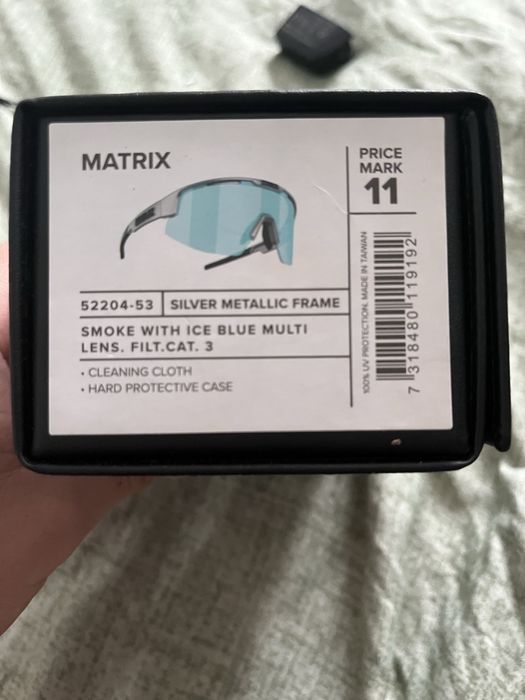 MATRIX
PRICE
MARK
11
52204-53 SILVER METALLIC FRAME
SMOKE WITH ICE BLUE MULTI
LENS. FILT.CAT. 3
• CLEANING CLOTH
• HARD PROTECTIVE CASE
100% UV PROTECTION. MADE IN TAIWAN
7 318480 119192